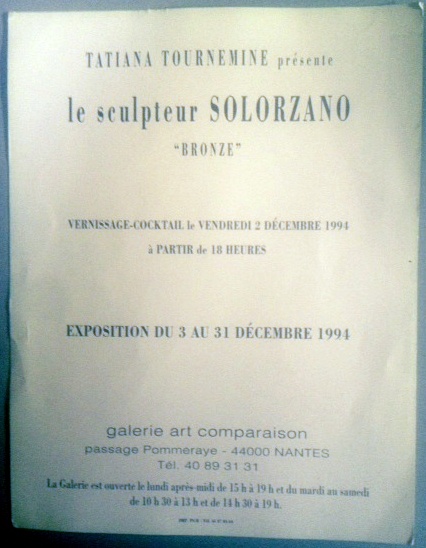 TATIANA TOURNEMINE présente
le sculpteur SOLORZANO
“BRONZE”
VERNISSAGE-COCKTAIL le VENDREDI 2 DÉCEMBRE 1994
à PARTIR de 18 HEURES
EXPOSITION DU 3 AU 31 DÉCEMBRE 1994
galerie art comparaison
passage Pommeraye - 44000 NANTES
Tél. 40 89 31 31
La Galerie est ouverte le lundi après-midi de 15 h à 19 h et du mardi au samedi
de 10 h 30 à 13 h et de 14 h 30 à 19 h.